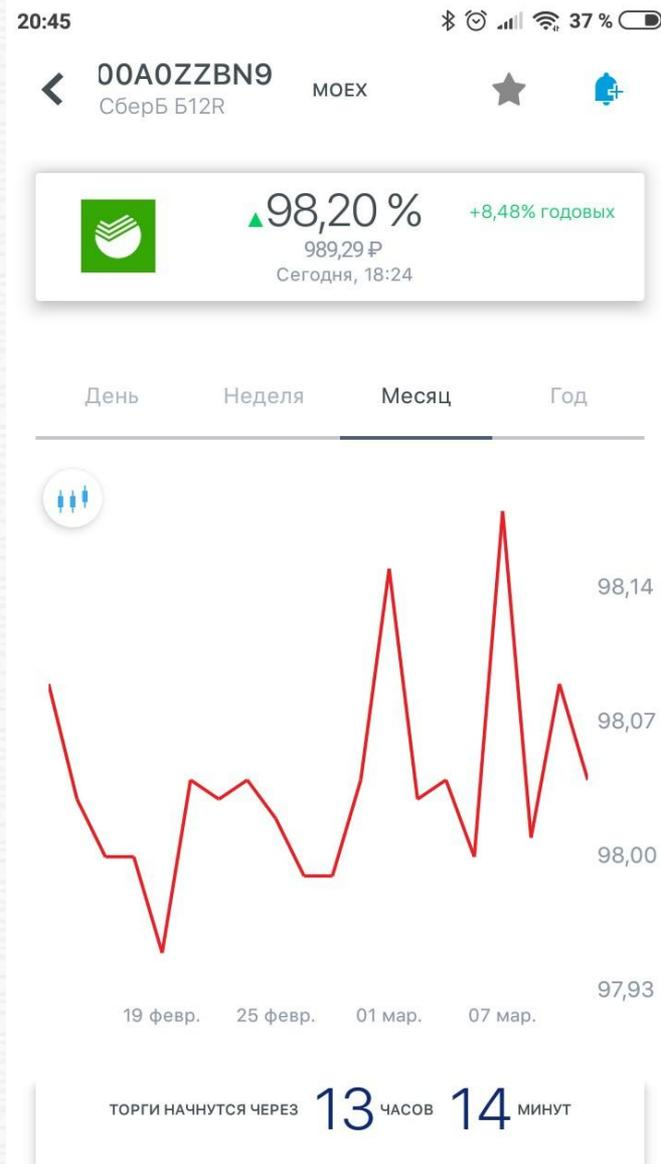 20:45 37 %
00A0ZZBN9
СберБ Б12R
MOEX
98,20 %
+8,48% годовых
989,29 ₽
Сегодня, 18:24
День Неделя Месяц Год
98,14
98,07
98,00
97,93
19 февр. 25 февр. 01 мар. 07 мар.
ТОРГИ НАЧНУТСЯ ЧЕРЕЗ 13 ЧАСОВ 14 МИНУТ